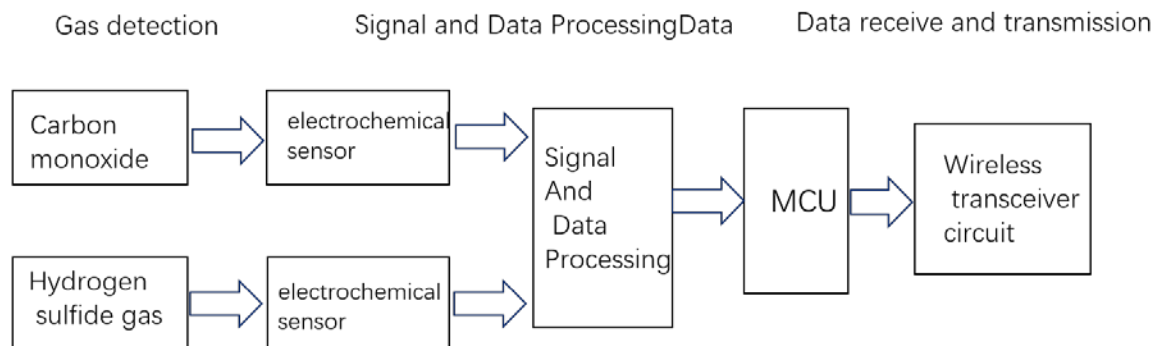 Gas detection
Signal and Data ProcessingData
Data receive and transmission
Carbon
monoxide
electrochemical
sensor
Signal
And
Data
Processing
MCU
Wireless
transceiver
circuit
Hydrogen
sulfide gas
electrochemical
sensor